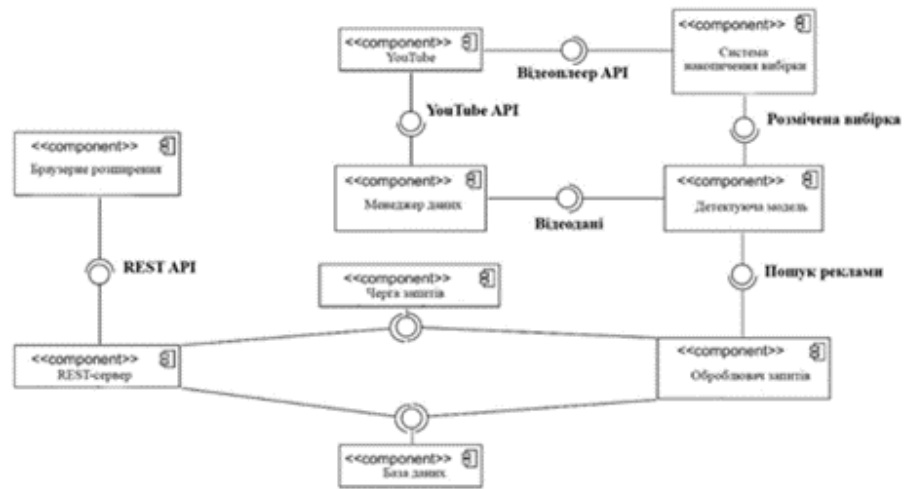 <<component>>
YouTube
Відеоплеєр API
<<component>>
Система
накопичення вибірки
YouTube API
Розмічена вибірка
<<component>>
Браузерне розширення
<<component>>
Менеджер даних
Відеодані
<<component>>
Детектуюча модель
REST API
<<component>>
Черга запитів
Пошук реклами
<<component>>
REST-сервер
<<component>>
Оброблювач запитів
<<component>>
База даних